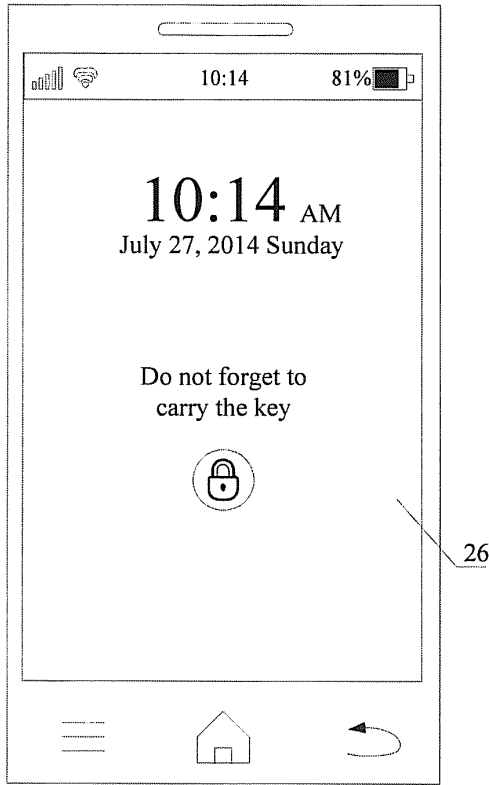 10:14 81%
10:14 AM
July 27, 2014 Sunday
Do not forget to
carry the key
26